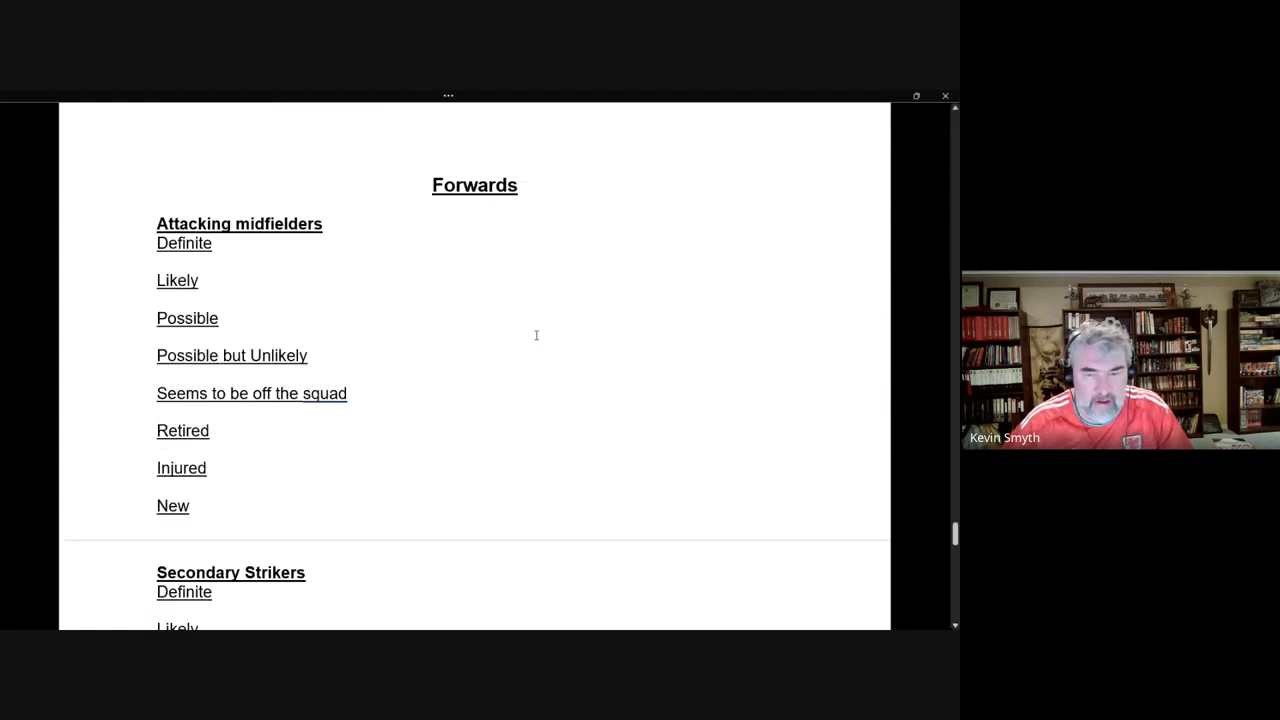 Forwards
Attacking midfielders
Definite
Likely
Possible
Possible but Unlikely
Seems to be off the squad
Retired
Injured
New
Secondary Strikers
Definite
Likely
Kevin Smyth